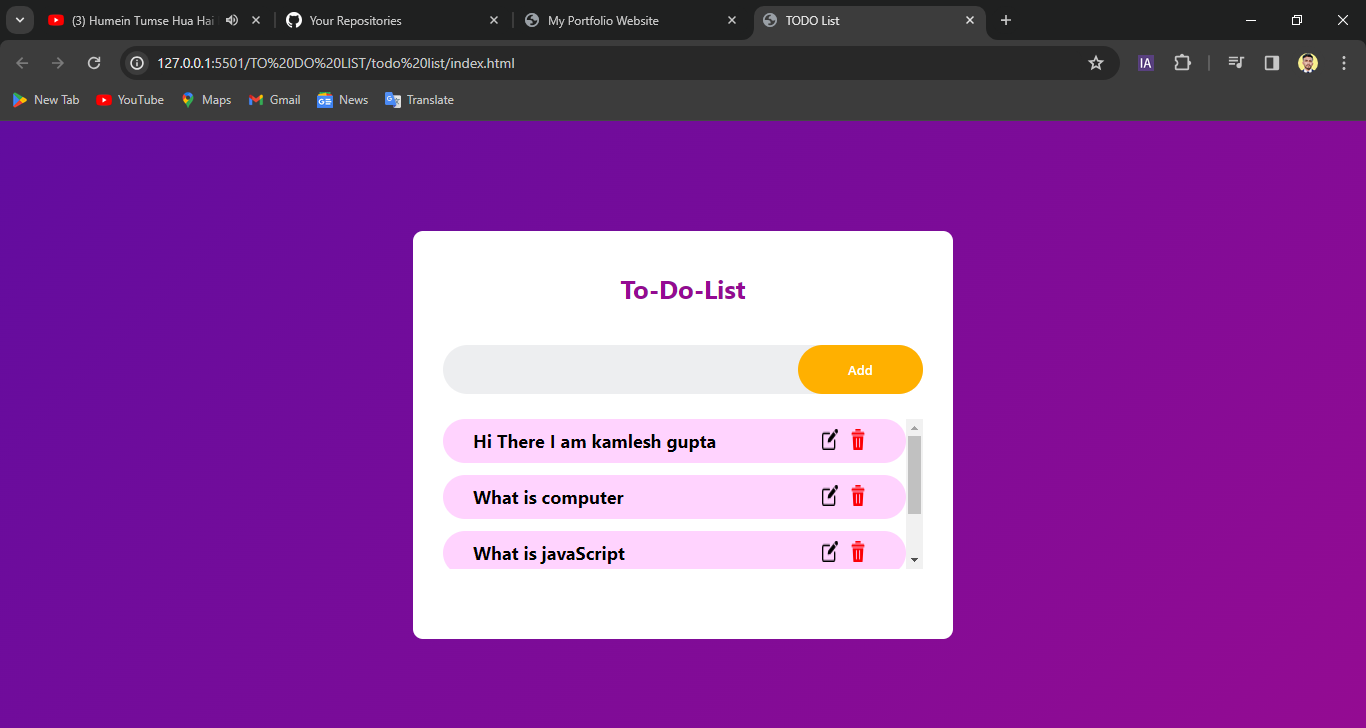 (3) Humein Tumse Hua Hai
Your Repositories
My Portfolio Website
TODO List
127.0.0.1:5501/TO%20DO%20LIST/todo%20list/index.html
IA
New Tab
YouTube
Maps
Gmail
News
Translate
To-Do-List
Add
Hi There I am kamlesh gupta
What is computer
What is javaScript